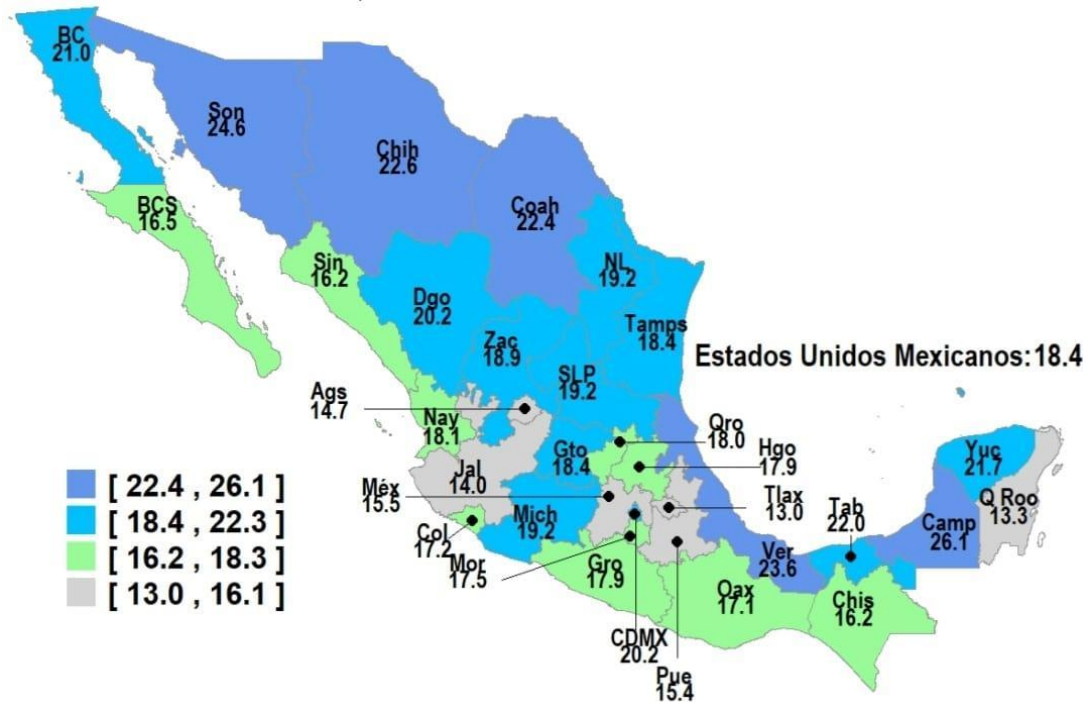 BC
21.0
Son
24.6
Chih
22.6
Coah
22.4
BCS
16.5
Sin
16.2
NL
19.2
Dgo
20.2
Tamps
18.4
Zac
18.9
Estados Unidos Mexicanos:18.4
SLP
19.2
Ags
14.7
Nay
18.1
Qro
18.0
Gto
18.4
Hgo
17.9
Yuc
21.7
Jal
14.0
Q Roo
13.3
Méx
15.5
Tlax
13.0
Tab
22.0
Mich
19.2
Camp
26.1
Col
17.2
Mor
17.5
Gro
17.9
Ver
23.6
Oax
17.1
Chis
16.2
CDMX
20.2
Pue
15.4
[ 22.4 , 26.1 ]
[ 18.4 , 22.3 ]
[ 16.2 , 18.3 ]
[ 13.0 , 16.1 ]